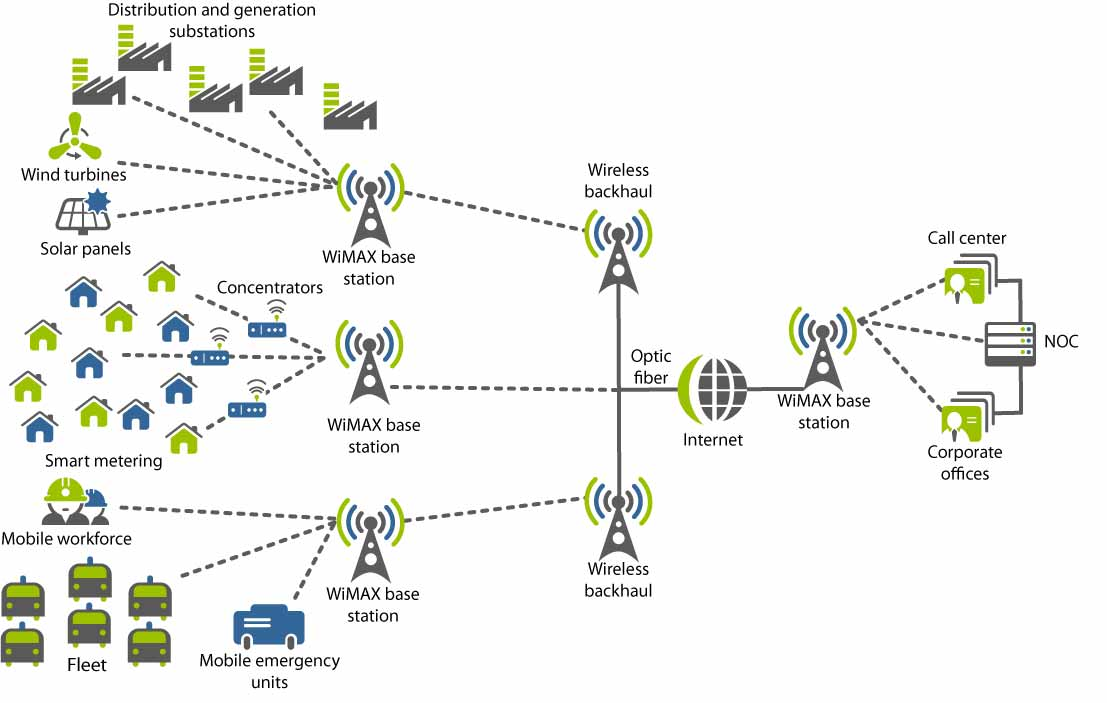 Distribution and generation
substations
Wind turbines
Solar panels
WiMAX base
station
Wireless
backhaul
Concentrators
Call center
NOC
Optic
fiber
WiMAX base
station
Internet
WiMAX base
station
Corporate
offices
Smart metering
Mobile workforce
WiMAX base
station
Wireless
backhaul
Fleet
Mobile emergency
units